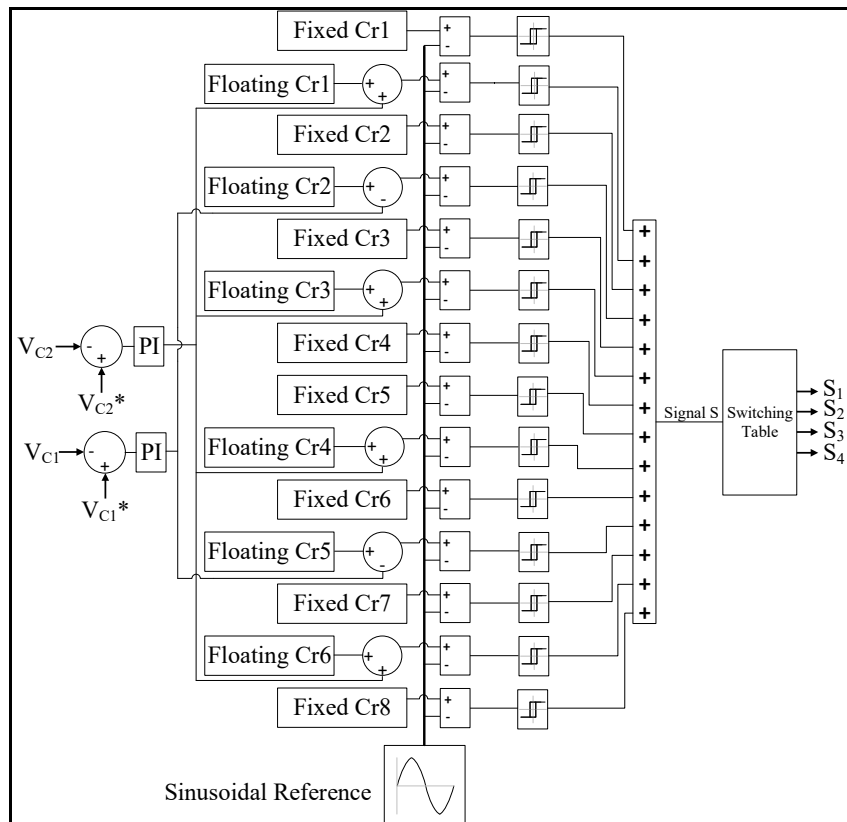 Fixed Cr1
Floating Cr1
Fixed Cr2
Floating Cr2
Fixed Cr3
Floating Cr3
Fixed Cr4
Fixed Cr5
Floating Cr4
Fixed Cr6
Floating Cr5
Fixed Cr7
Floating Cr6
Fixed Cr8
VC2
VC2*
PI
VC1
VC1*
PI
Signal S
Switching
Table
S1
S2
S3
S4
Sinusoidal Reference